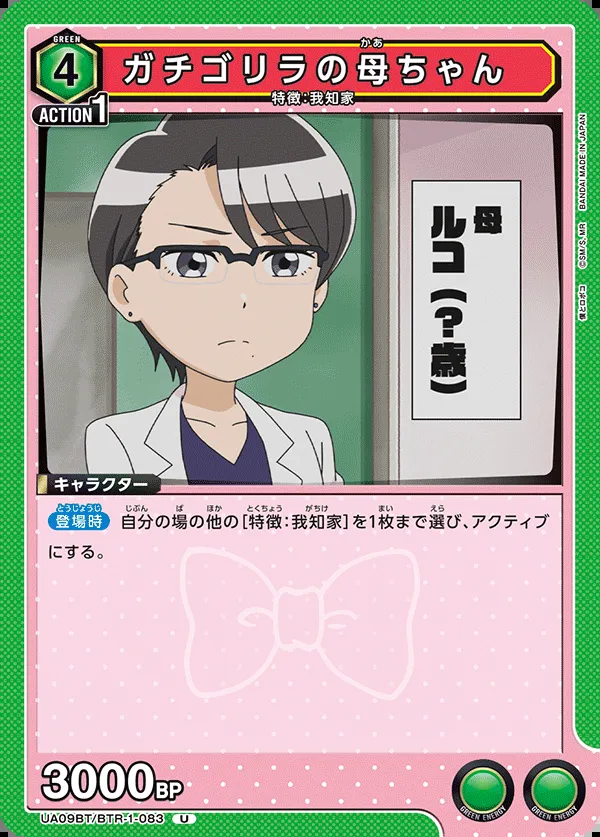 GREEN
4
ACTION 1
ガチゴリラの母ちゃん
かあ
特徴:我知家
母
ルコ(?歳)
BANDAI MADE IN JAPAN
©SM/S, MR
僕とロボコ
キャラクター
とうじょうじ じぶん ば ほか とくちょう がちけ まい えら
登場時 自分の場の他の[特徴:我知家]を1枚まで選び、アクティブ
にする。
3000BP
GREEN ENERGY GREEN ENERGY
UA09BT/BTR-1-083 U